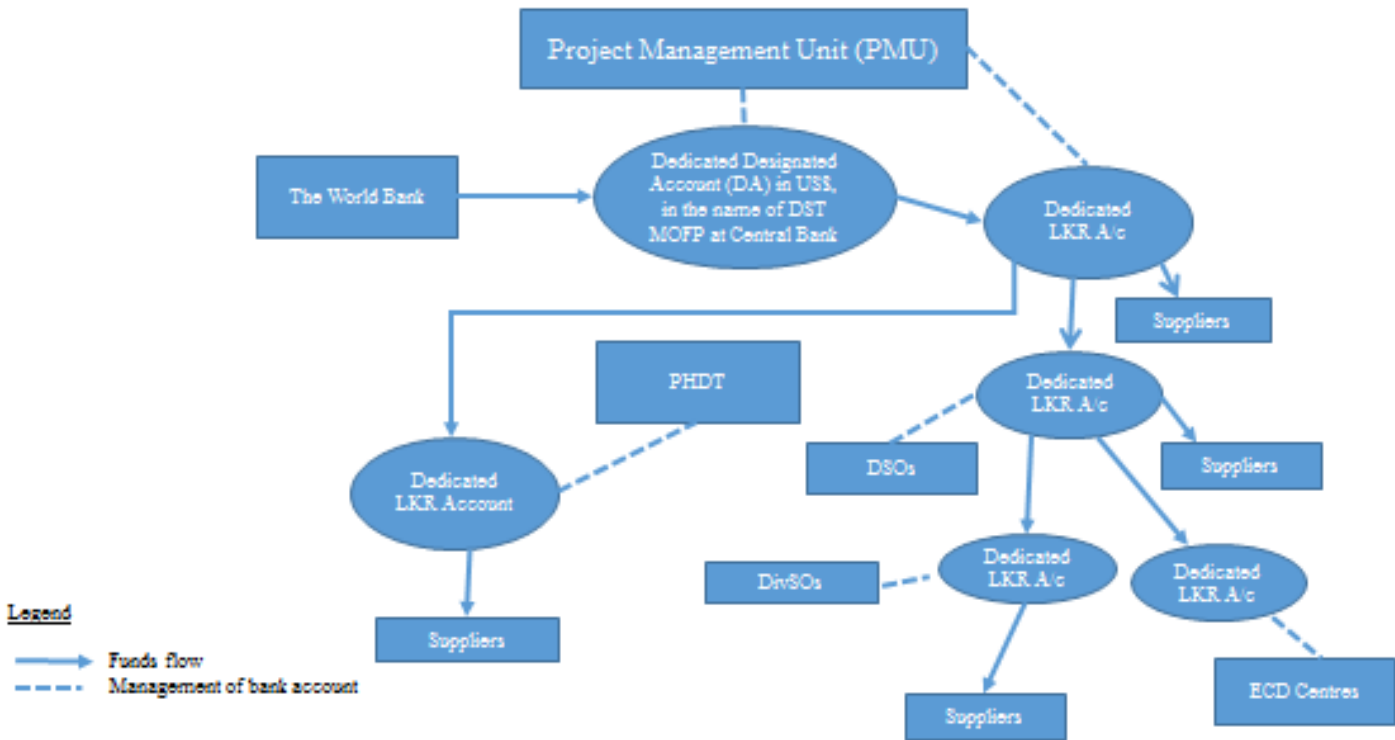 Project Management Unit (PMU)
The World Bank
Dedicated Designated
Account (DA) in US$,
in the name of DST
MOFP at Central Bank
Dedicated
LKR A/c
Suppliers
PHDT
Dedicated
LKR A/c
DSOs
Suppliers
Dedicated
LKR Account
DivSOs
Dedicated
LKR A/c
Dedicated
LKR A/c
Suppliers
ECD Centres
Suppliers
Legend
Funds flow
Management of bank account